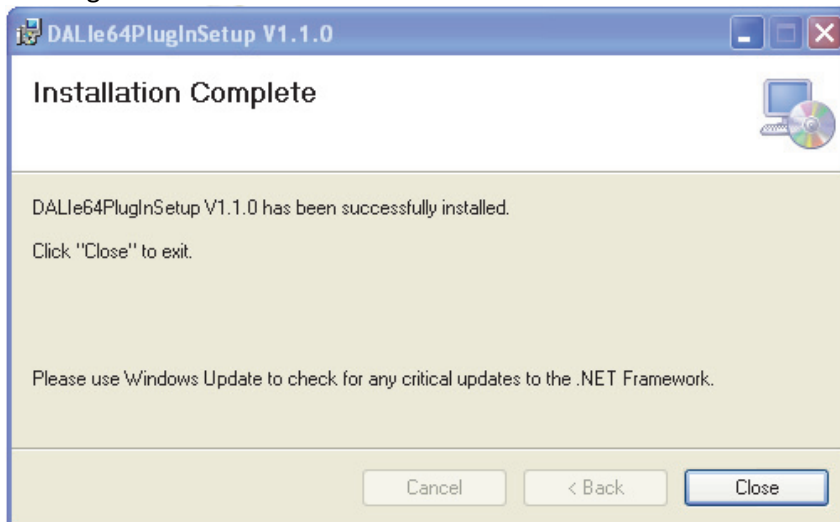 DALIe64PlugInSetup V1.1.0
Installation Complete
DALIe64PlugInSetup V1.1.0 has been successfully installed.
Click "Close" to exit.
Please use Windows Update to check for any critical updates to the .NET Framework.
Cancel
< Back
Close